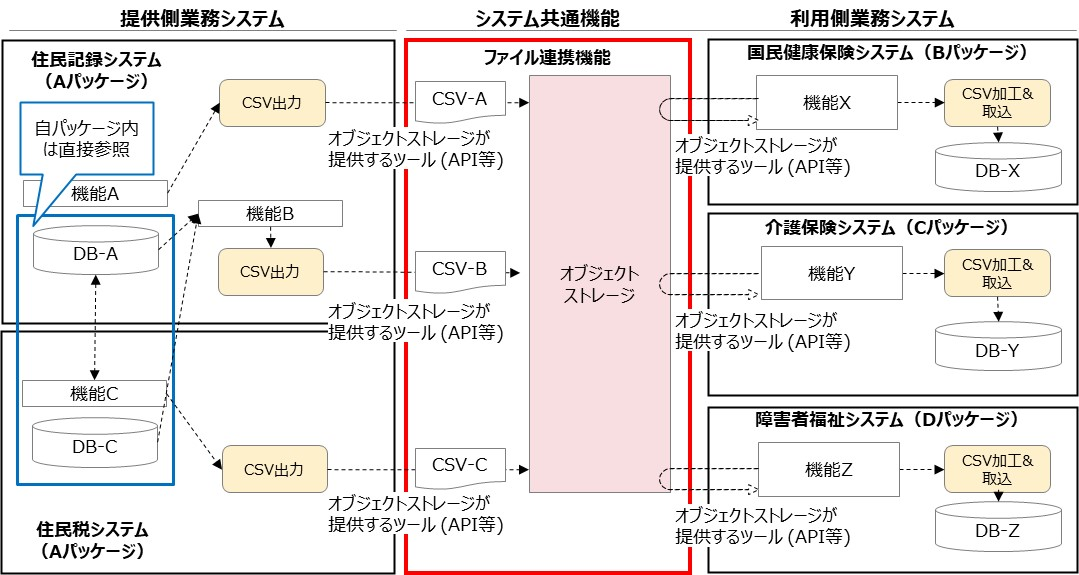 提供側業務システム
システム共通機能
利用側業務システム
住民記録システム
（Aパッケージ）
自パッケージ内
は直接参照
機能A
DB-A
機能B
CSV出力
CSV出力
機能C
DB-C
CSV出力
住民税システム
（Aパッケージ）
ファイル連携機能
CSV-A
オブジェクトストレージが
提供するツール (API等)
CSV-B
オブジェクトストレージが
提供するツール (API等)
CSV-C
オブジェクトストレージが
提供するツール (API等)
オブジェクト
ストレージ
国民健康保険システム（Bパッケージ）
機能X
CSV加工&
取込
DB-X
オブジェクトストレージが
提供するツール (API等)
介護保険システム（Cパッケージ）
機能Y
CSV加工&
取込
DB-Y
オブジェクトストレージが
提供するツール (API等)
障害者福祉システム（Dパッケージ）
機能Z
CSV加工&
取込
DB-Z
オブジェクトストレージが
提供するツール (API等)